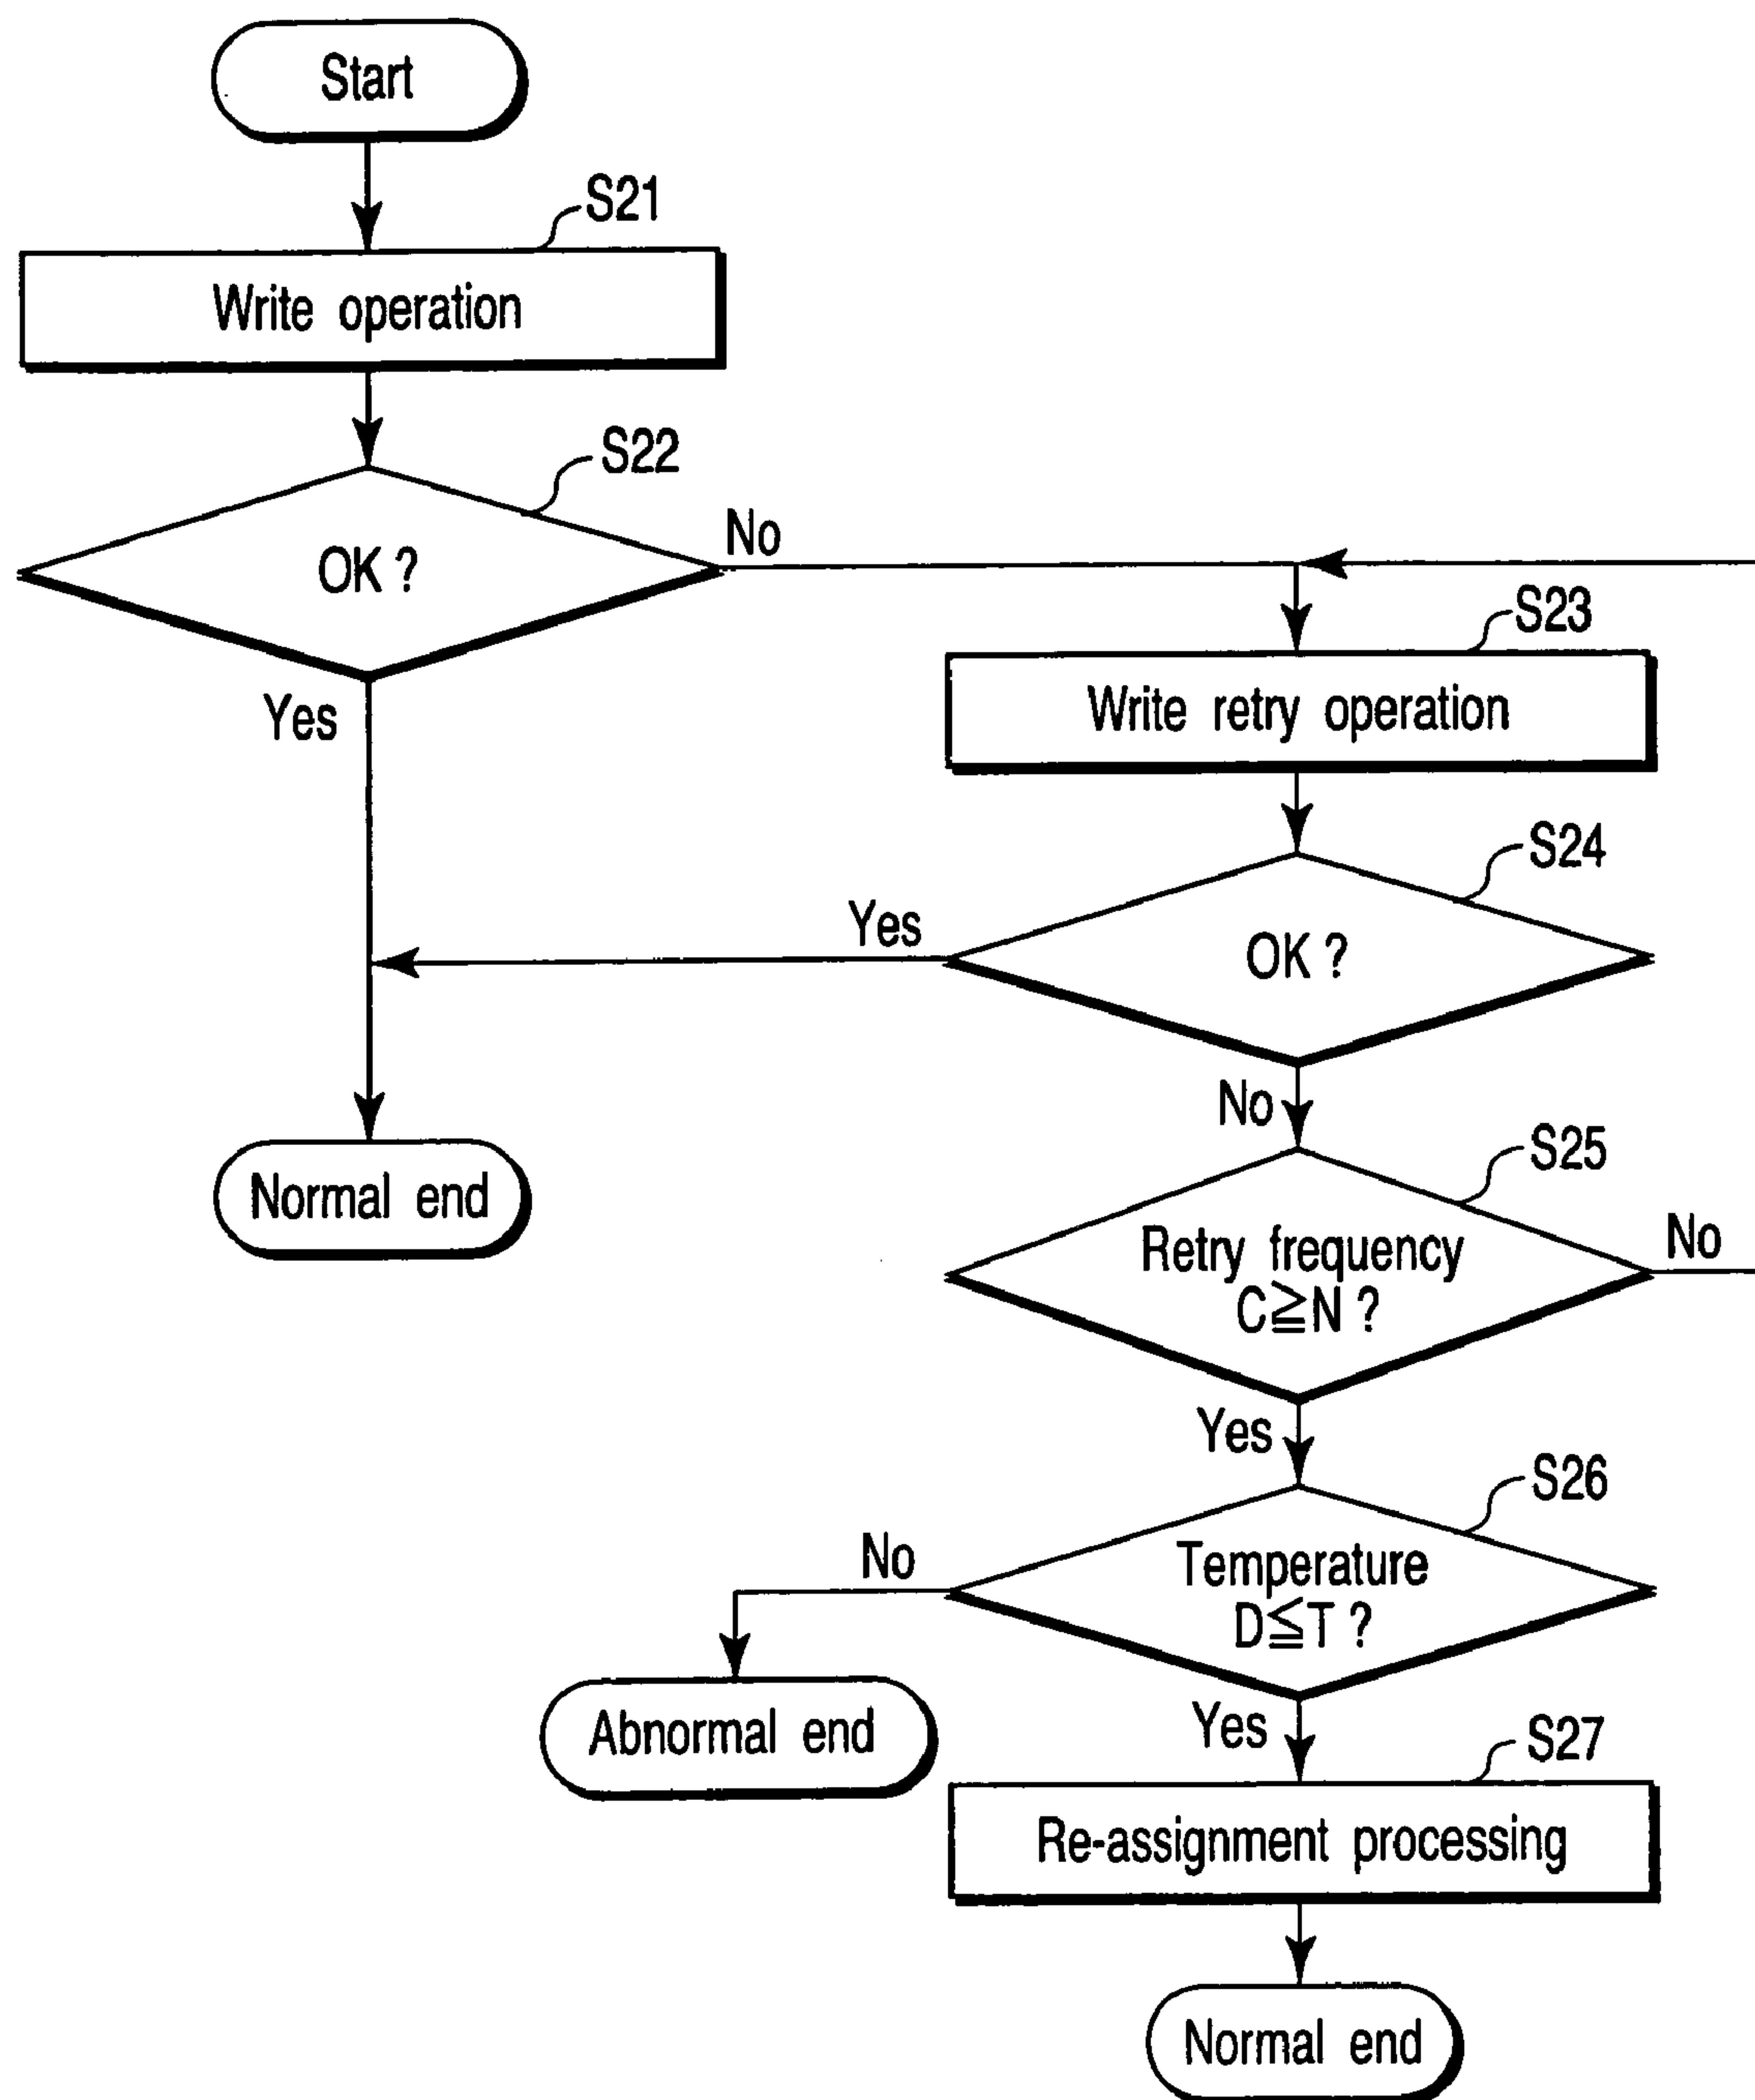 Start
S21
Write operation
S22
OK ?
No
Yes
S23
Write retry operation
S24
Yes
OK ?
No
S25
Normal end
Retry frequency
C≧N ?
No
Yes
S26
No
Temperature
D≦T ?
Abnormal end
Yes
S27
Re-assignment processing
Normal end